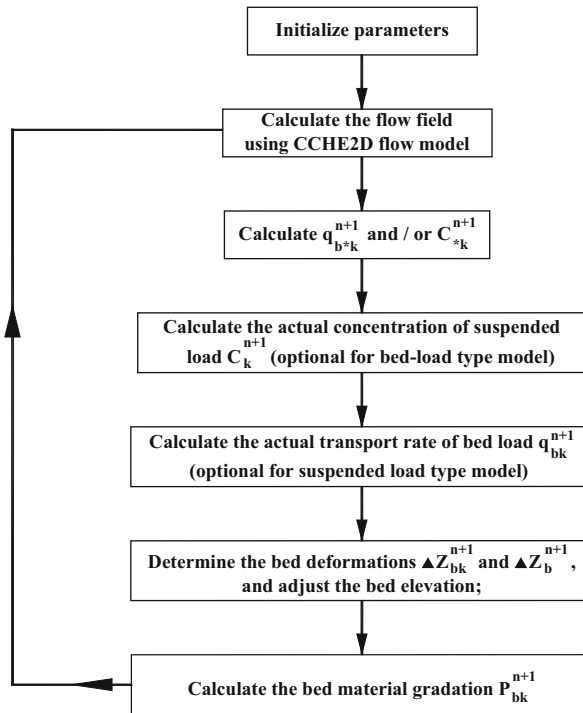 Initialize parameters
Calculate the flow field
using CCHE2D flow model
Calculate q_{b*k}^{n+1} and / or C_{*k}^{n+1}
Calculate the actual concentration of suspended
load C_{k}^{n+1} (optional for bed-load type model)
Calculate the actual transport rate of bed load q_{bk}^{n+1}
(optional for suspended load type model)
Determine the bed deformations ▲Z_{bk}^{n+1} and ▲Z_{b}^{n+1} ,
and adjust the bed elevation;
Calculate the bed material gradation P_{bk}^{n+1}